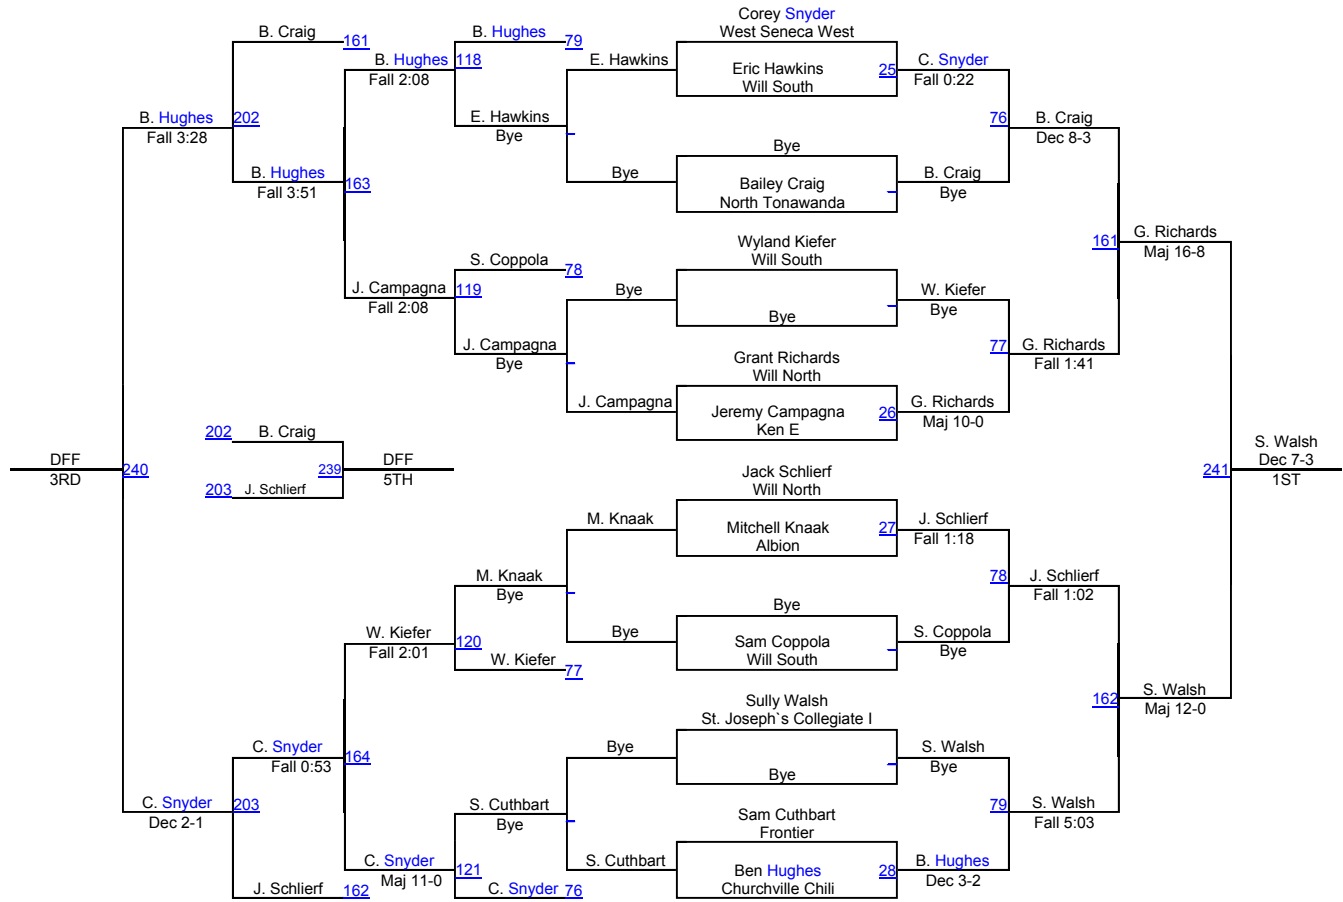 Corey Snyder
West Seneca West
B. Craig
161
B. Hughes
79
B. Hughes
118
Fall 2:08
E. Hawkins
Eric Hawkins
Will South
25
C. Snyder
Fall 0:22
B. Hughes
Fall 3:28
202
E. Hawkins
Bye
76
B. Craig
Dec 8-3
Bye
B. Hughes
Fall 3:51
163
Bye
Bailey Craig
North Tonawanda
B. Craig
Bye
Wyland Kiefer
Will South
161
G. Richards
Maj 16-8
S. Coppola
78
J. Campagna
Fall 2:08
119
Bye
Bye
W. Kiefer
Bye
J. Campagna
Bye
77
G. Richards
Fall 1:41
Grant Richards
Will North
J. Campagna
Jeremy Campagna
Ken E
26
G. Richards
Maj 10-0
202
B. Craig
DFF
3RD
240
239
DFF
5TH
203
J. Schlierf
241
S. Walsh
Dec 7-3
1ST
Jack Schlierf
Will North
M. Knaak
Mitchell Knaak
Albion
27
J. Schlierf
Fall 1:18
M. Knaak
Bye
78
J. Schlierf
Fall 1:02
Bye
W. Kiefer
Fall 2:01
120
Bye
Sam Coppola
Will South
S. Coppola
Bye
W. Kiefer
77
Sully Walsh
St. Joseph`s Collegiate I
162
S. Walsh
Maj 12-0
C. Snyder
Fall 0:53
164
Bye
Bye
S. Walsh
Bye
C. Snyder
Dec 2-1
203
S. Cuthbart
Bye
79
S. Walsh
Fall 5:03
Sam Cuthbart
Frontier
C. Snyder
Maj 11-0
121
S. Cuthbart
Ben Hughes
Churchville Chili
28
B. Hughes
Dec 3-2
J. Schlierf
162
C. Snyder
76